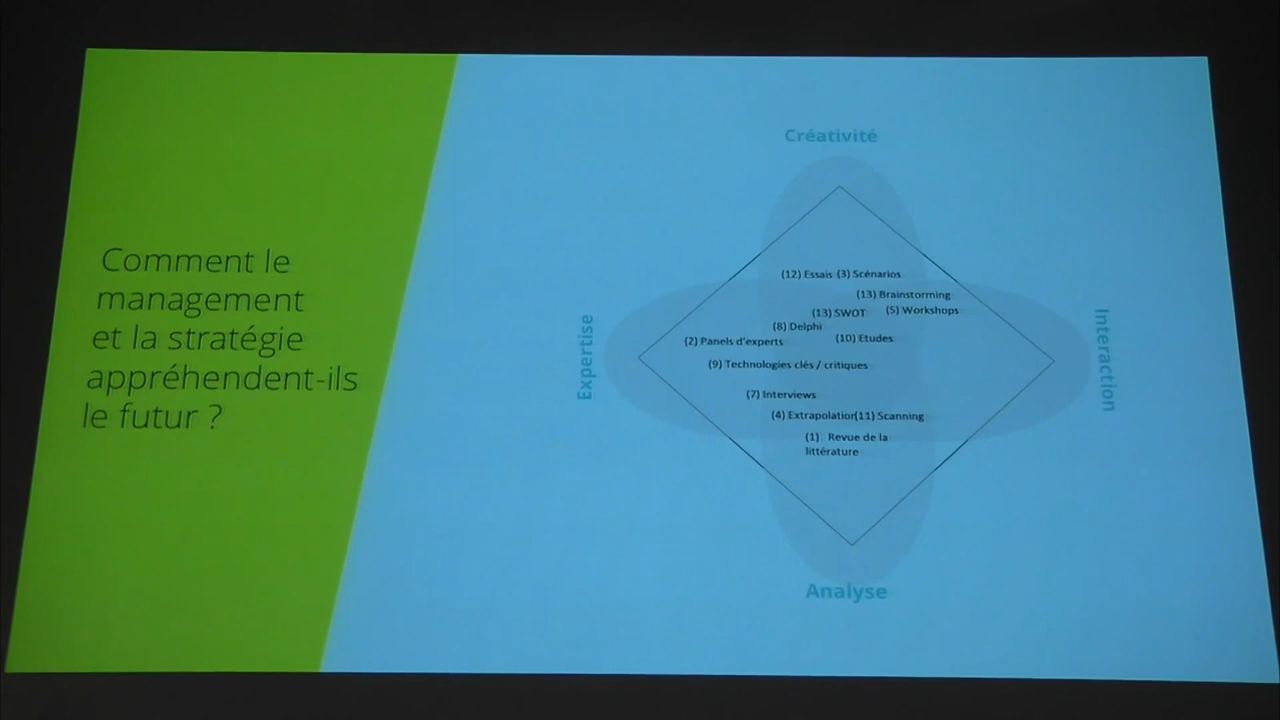 Comment le
management
et la stratégie
appréhendent-ils
le futur ?
Créativité
Expertise
Interaction
(12) Essais (3) Scénarios
(13) Brainstorming
(13) SWOT (5) Workshops
(8) Delphi
(10) Etudes
(2) Panels d'experts
(9) Technologies clés / critiques
(7) Interviews
(4) Extrapolation(11) Scanning
(1) Revue de la
littérature
Analyse